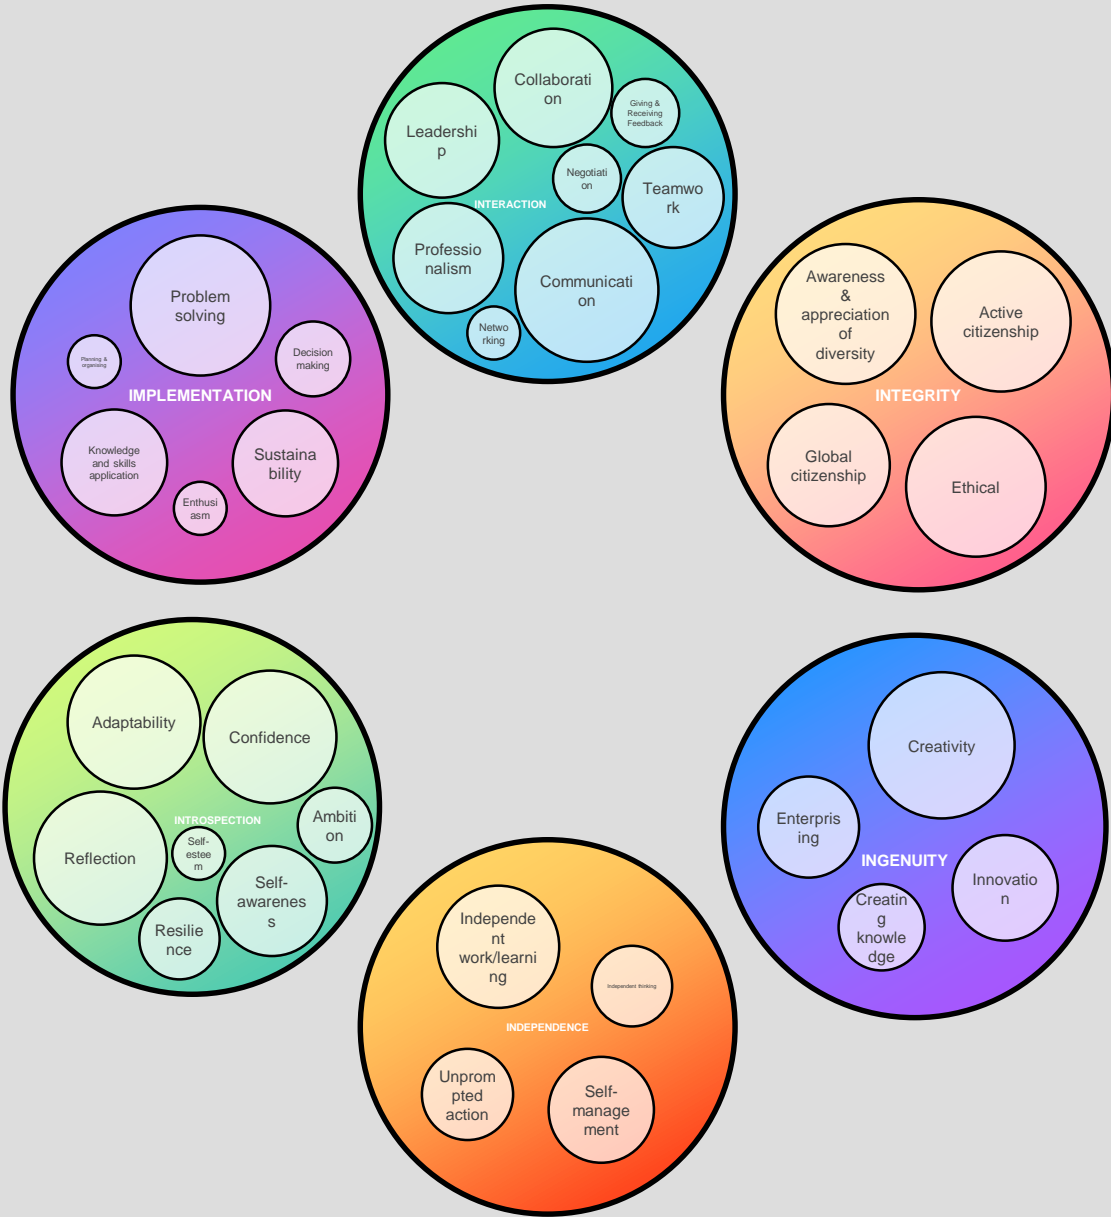 Collaborati
on
Giving &
Receiving
Feedback
Leadershi
p
Negotiati
on
Teamwo
rk
INTERACTION
Professio
nalism
Communicati
on
Netwo
rking
Problem
solving
Planning &
organising
Decision
making
IMPLEMENTATION
Knowledge
and skills
application
Sustaina
bility
Enthusi
asm
Awareness
&
appreciation
of
diversity
Active
citizenship
INTEGRITY
Global
citizenship
Ethical
Adaptability
Confidence
INTROSPECTION
Ambiti
on
Reflection
Self-
estee
m
Self-
awarenes
s
Resilie
nce
Creativity
Enterpris
ing
INGENUITY
Innovatio
n
Creatin
g
knowle
dge
Independe
nt
work/learni
ng
Independent thinking
INDEPENDENCE
Unprom
pted
action
Self-
manage
ment